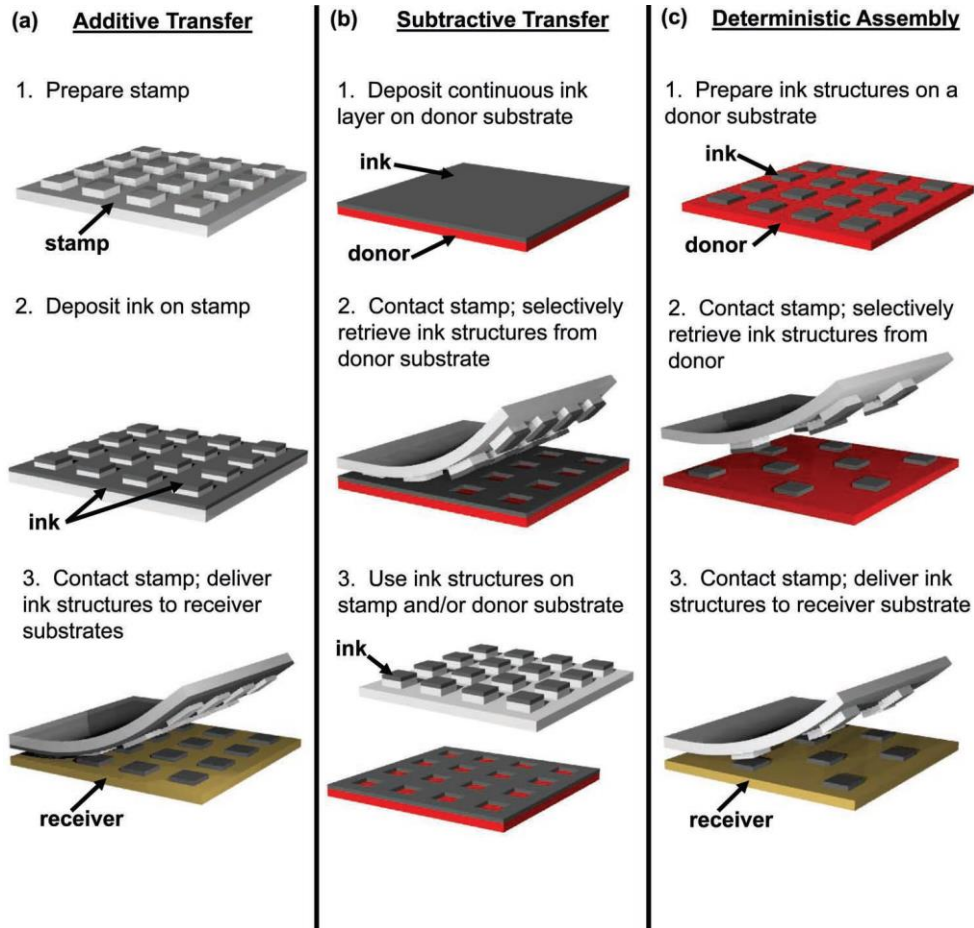 (a) Additive Transfer
1. Prepare stamp
stamp
2. Deposit ink on stamp
ink
3. Contact stamp; deliver
ink structures to receiver
substrates
receiver
(b) Subtractive Transfer
1. Deposit continuous ink
layer on donor substrate
ink
donor
2. Contact stamp; selectively
retrieve ink structures from
donor substrate
3. Use ink structures on
stamp and/or donor substrate
ink
(c) Deterministic Assembly
1. Prepare ink structures on a
donor substrate
ink
donor
2. Contact stamp; selectively
retrieve ink structures from
donor
3. Contact stamp; deliver ink
structures to receiver substrate
receiver